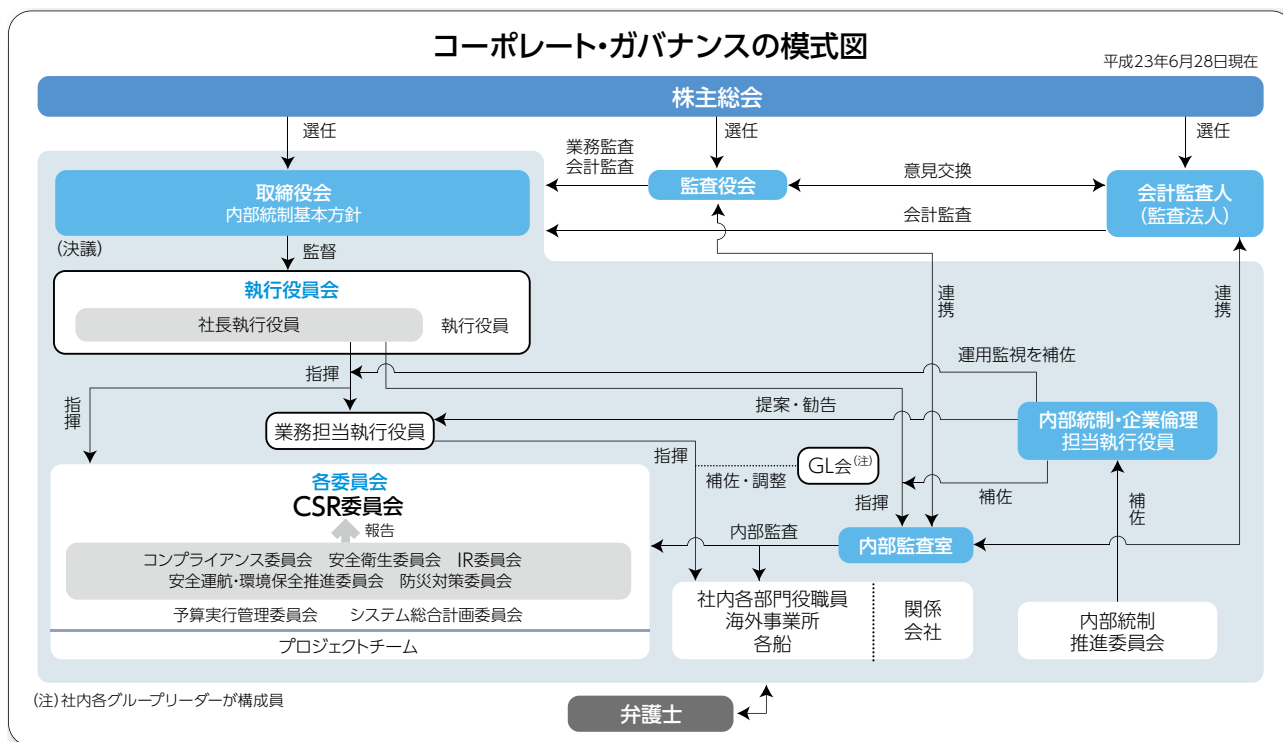 コーポレート・ガバナンスの模式図
平成23年6月28日現在
株主総会
選任
選任
選任
業務監査
会計監査
取締役会
内部統制基本方針
監査役会
意見交換
会計監査人
(監査法人)
会計監査
(決議)
監督
執行役員会
社長執行役員
執行役員
連携
連携
運用監視を補佐
指揮
指揮
提案・勧告
業務担当執行役員
内部統制・企業倫理
担当執行役員
指揮
GL会(注)
補佐・調整
指揮
補佐
補佐
各委員会
CSR委員会
報告
コンプライアンス委員会 安全衛生委員会 IR委員会
安全運航・環境保全推進委員会 防災対策委員会
予算実行管理委員会 システム総合計画委員会
プロジェクトチーム
内部監査
内部監査室
社内各部門役職員
海外事業所
各船
関係
会社
内部統制
推進委員会
(注)社内各グループリーダーが構成員
弁護士